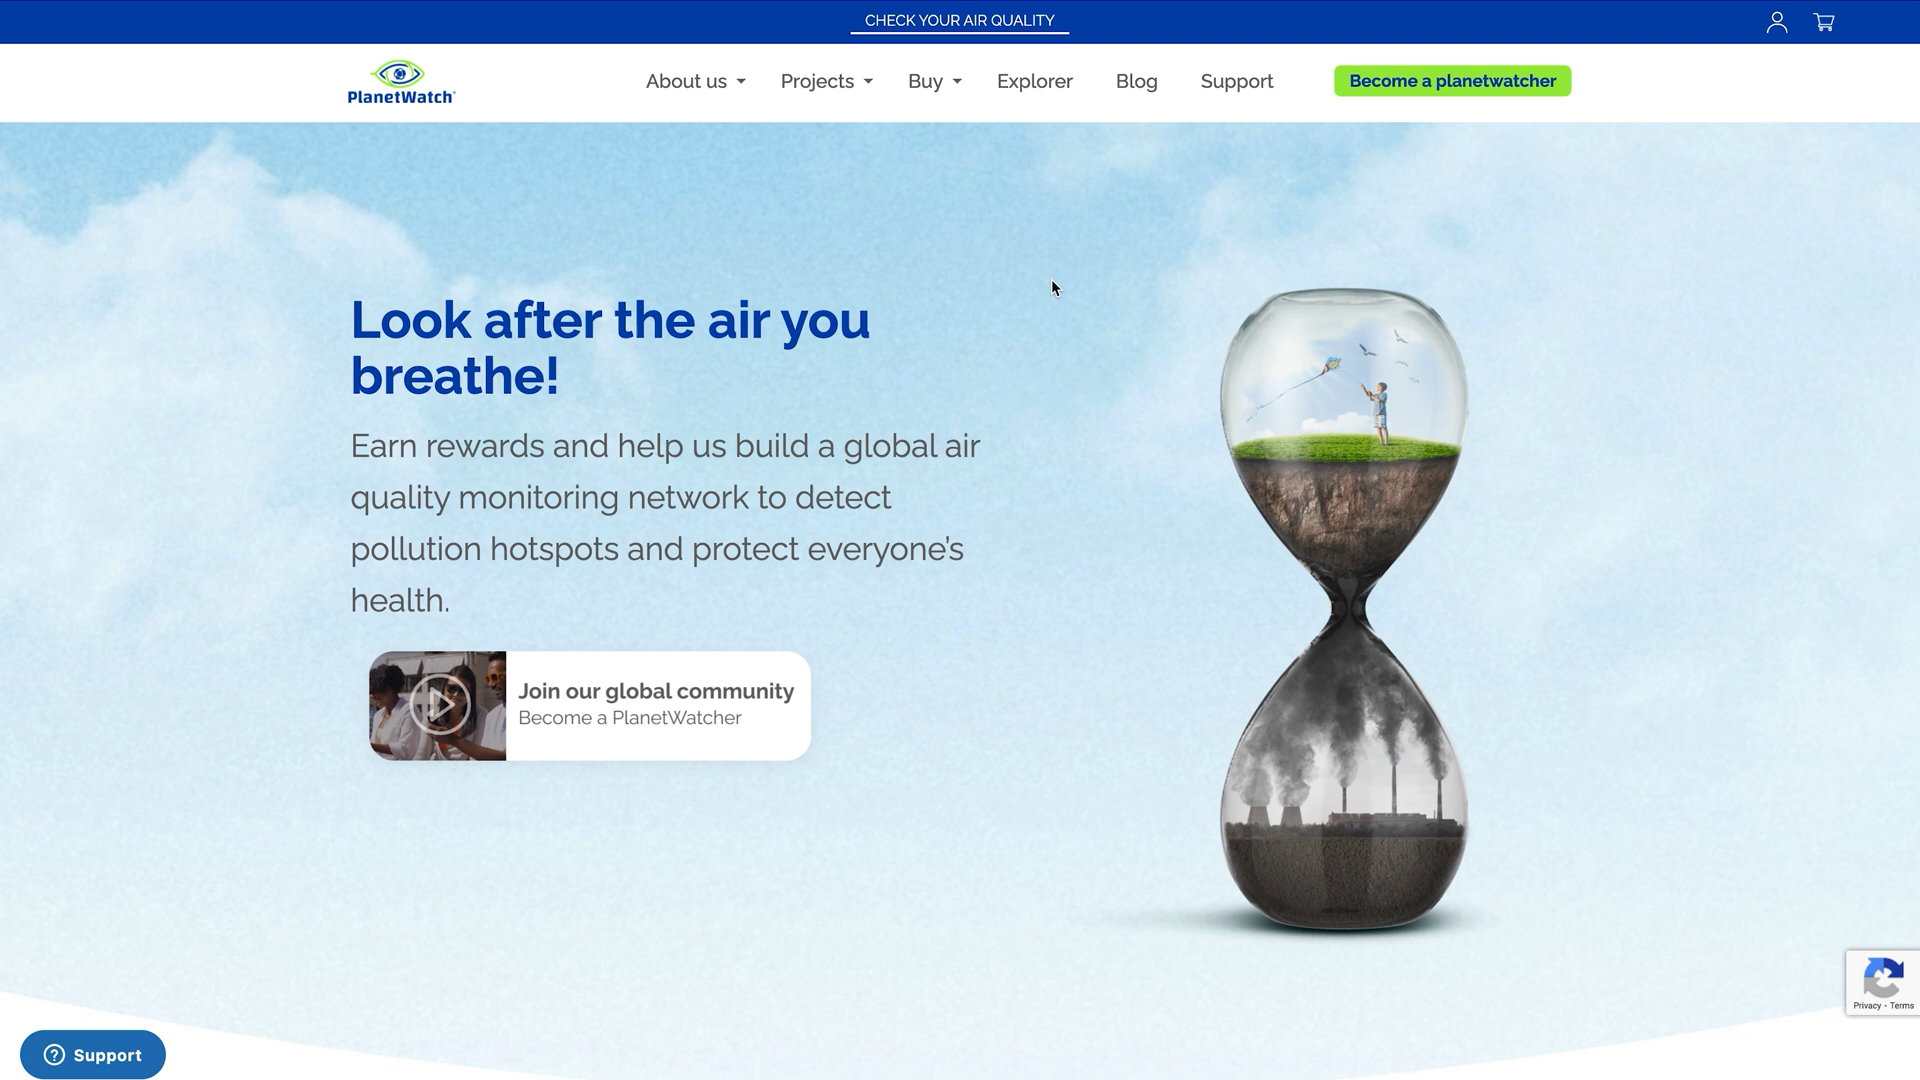 CHECK YOUR AIR QUALITY
PlanetWatch
About us
Projects
Buy
Explorer
Blog
Support
Become a planetwatcher
Look after the air you
breathe!
Earn rewards and help us build a global air
quality monitoring network to detect
pollution hotspots and protect everyone's
health.
Join our global community
Become a PlanetWatcher
Privacy - Terms
Support